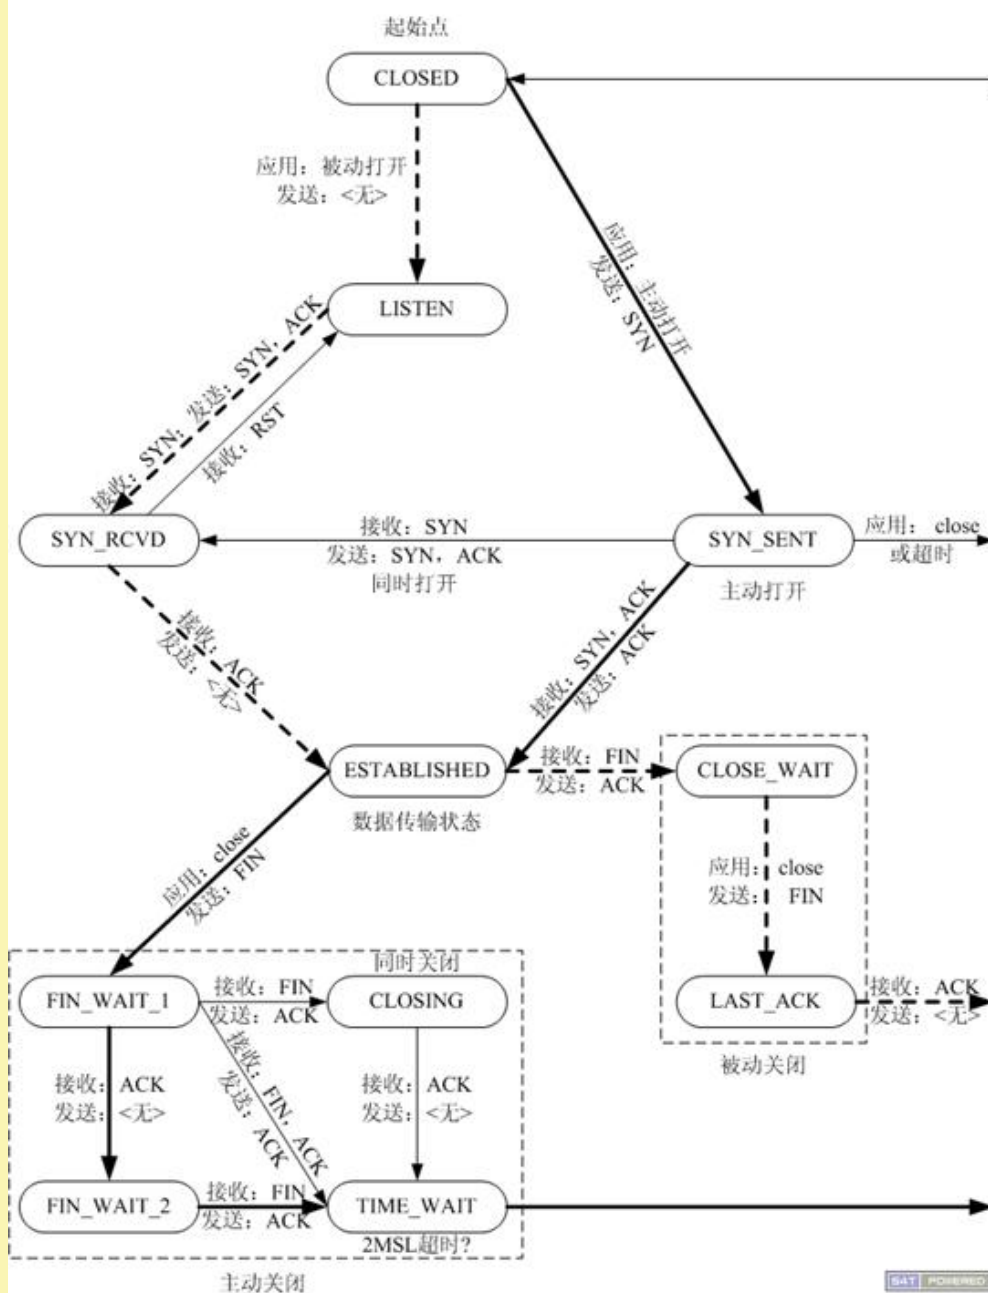 起始点
CLOSED
应用：被动打开
发送：<无>
应用：主动打开
发送：SYN
LISTEN
接收：SYN；发送：SYN，ACK
接收：RST
SYN_RCVD
接收：SYN
发送：SYN，ACK
同时打开
SYN_SENT
主动打开
应用：close
或超时
接收：ACK
发送：<无>
接收：SYN，ACK
发送：ACK
ESTABLISHED
数据传输状态
接收：FIN
发送：ACK
CLOSE_WAIT
应用：close
发送：FIN
应用：close
发送：FIN
LAST_ACK
接收：ACK
发送：<无>
被动关闭
同时关闭
FIN_WAIT_1
接收：FIN
发送：ACK
CLOSING
接收：ACK
发送：<无>
接收：FIN，ACK
发送：ACK
接收：ACK
发送：<无>
FIN_WAIT_2
接收：FIN
发送：ACK
TIME_WAIT
2MSL超时?
主动关闭
S4T POWERED